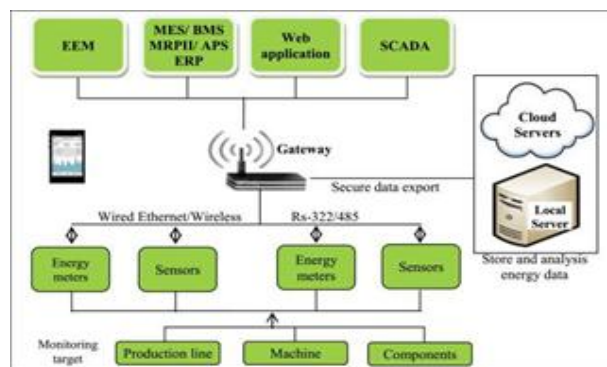 EEM
MES/ BMS
MRPII/ APS
ERP
Web
application
SCADA
Gateway
Cloud
Servers
Secure data export
Local
Server
Wired Ethernet/Wireless
Rs-322/485
Energy
meters
Sensors
Energy
meters
Sensors
Store and analysis
energy data
Monitoring
target
Production line
Machine
Components